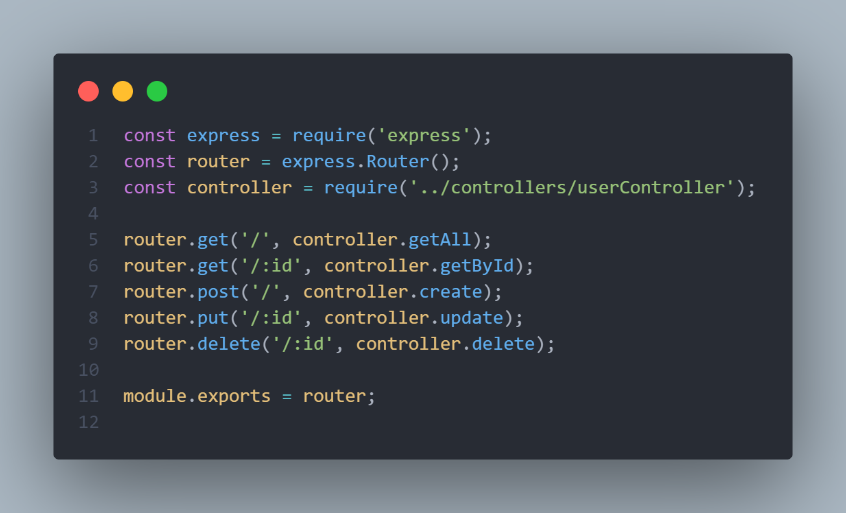 1 const express = require('express');
2 const router = express.Router();
3 const controller = require('../controllers/userController');
4
5 router.get('/', controller.getAll);
6 router.get('/:id', controller.getById);
7 router.post('/', controller.create);
8 router.put('/:id', controller.update);
9 router.delete('/:id', controller.delete);
10
11 module.exports = router;
12